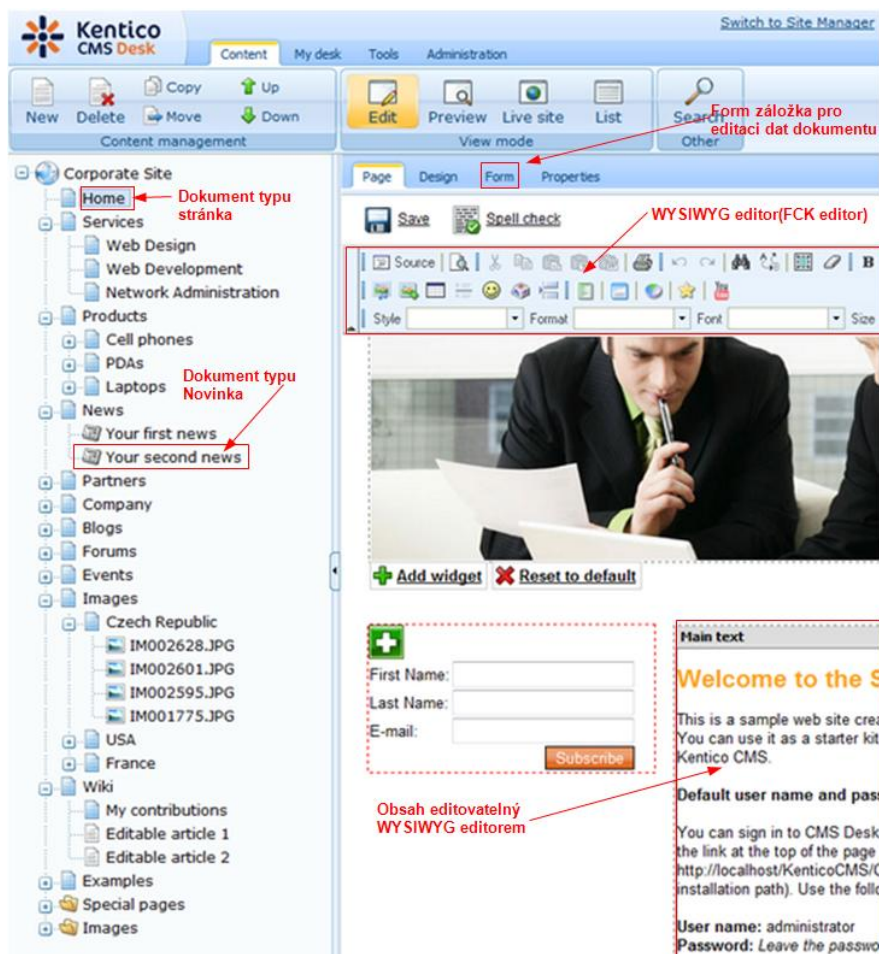 Kentico
CMS Desk
Switch to Site Manager
Content My desk Tools Administration
New Delete Copy Move Up Down
Content management
Edit Preview Live site List
View mode
Search
Other
Form záložka pro
editaci dat dokumentu
Corporate Site
Home
Dokument typu
stránka
Services
Web Design
Web Development
Network Administration
Products
Cell phones
PDAs
Laptops
Dokument typu
Novinka
News
Your first news
Your second news
Partners
Company
Blogs
Forums
Events
Images
Czech Republic
IM002628.JPG
IM002601.JPG
IM002595.JPG
IM001775.JPG
USA
France
Wiki
My contributions
Editable article 1
Editable article 2
Examples
Special pages
Images
Page Design Form Properties
Save Spell check
WYSIWYG editor(FCK editor)
Source B
You
Style Format Font Size
Add widget Reset to default
First Name:
Last Name:
E-mail:
Subscribe
Obsah editovatelný
WYSIWYG editorem
Main text
Welcome to the S
This is a sample web site crea
You can use it as a starter kit
Kentico CMS.
Default user name and pas
You can sign in to CMS Desk
the link at the top of the page
http://localhost/KenticoCMS/C
installation path). Use the follo
User name: administrator
Password: Leave the passwo